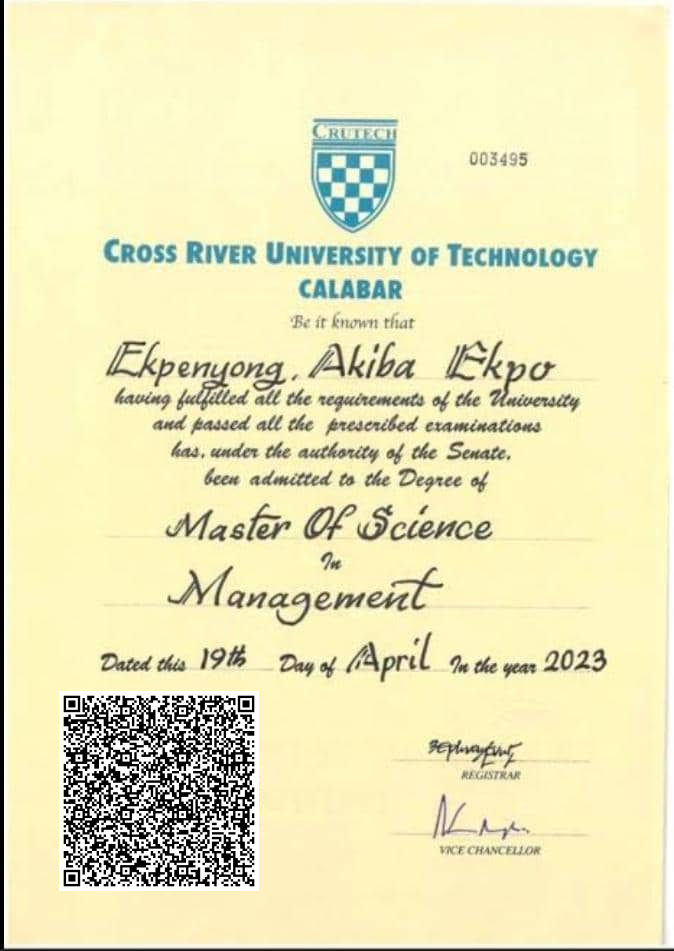 CRUTECH
003495
CROSS RIVER UNIVERSITY OF TECHNOLOGY
CALABAR
Be it known that
Ekpenyong, Akiba Ekpo
having fulfilled all the requirements of the University
and passed all the prescribed examinations
has, under the authority of the Senate,
been admitted to the Degree of
Master Of Science
In
Management
Dated this 19th Day of April In the year 2023
REGISTRAR
VICE CHANCELLOR